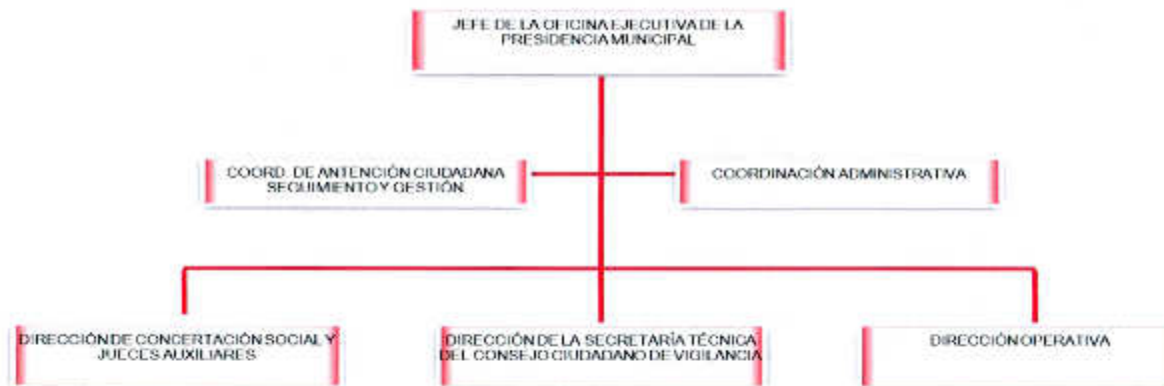 JEFE DE LA OFICINA EJECUTIVA DE LA
PRESIDENCIA MUNICIPAL
COORD. DE ANTENCIÓN CIUDADANA
SEGUIMIENTO Y GESTIÓN
COORDINACIÓN ADMINISTRATIVA
DIRECCIÓN DE CONCERTACIÓN SOCIAL Y
JUECES AUXILIARES
DIRECCIÓN DE LA SECRETARÍA TÉCNICA
DEL CONSEJO CIUDADANO DE VIGILANCIA
DIRECCIÓN OPERATIVA